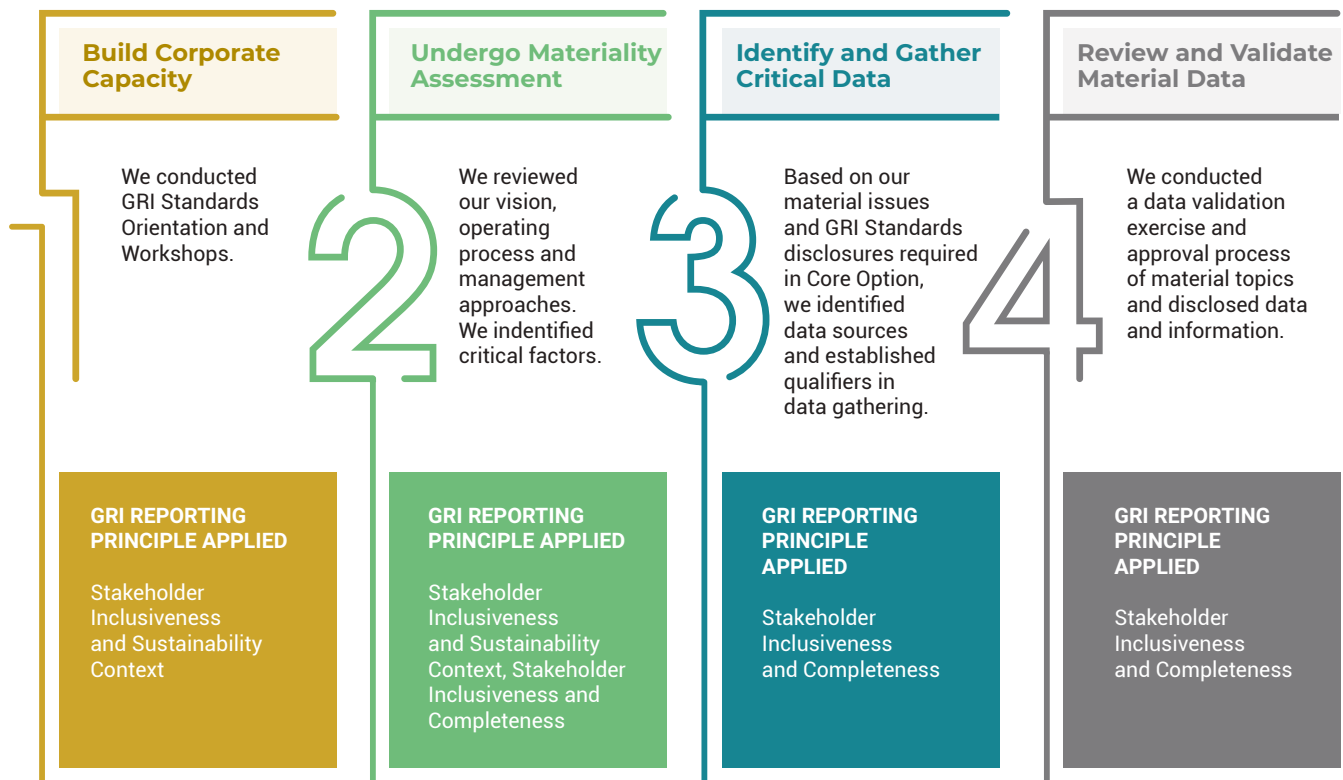 Build Corporate
Capacity
1
We conducted
GRI Standards
Orientation and
Workshops.
GRI REPORTING
PRINCIPLE APPLIED
Stakeholder
Inclusiveness
and Sustainability
Context
Undergo Materiality
Assessment
2
We reviewed
our vision,
operating
process and
management
approaches.
We indentified
critical factors.
GRI REPORTING
PRINCIPLE APPLIED
Stakeholder
Inclusiveness
and Sustainability
Context, Stakeholder
Inclusiveness and
Completeness
Identify and Gather
Critical Data
3
Based on our
material issues
and GRI Standards
disclosures required
in Core Option,
we identified
data sources
and established
qualifiers in
data gathering.
GRI REPORTING
PRINCIPLE
APPLIED
Stakeholder
Inclusiveness
and Completeness
Review and Validate
Material Data
4
We conducted
a data validation
exercise and
approval process
of material topics
and disclosed data
and information.
GRI REPORTING
PRINCIPLE
APPLIED
Stakeholder
Inclusiveness
and Completeness